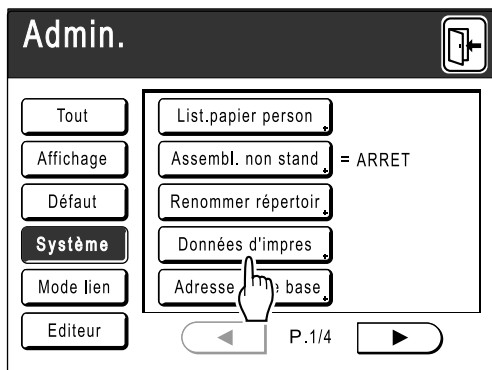 Admin.
Tout
Affichage
Défaut
Système
Mode lien
Editeur
List.papier person
Assembl. non stand = ARRET
Renommer répertoir
Données d'impres
Adresse base
P.1/4